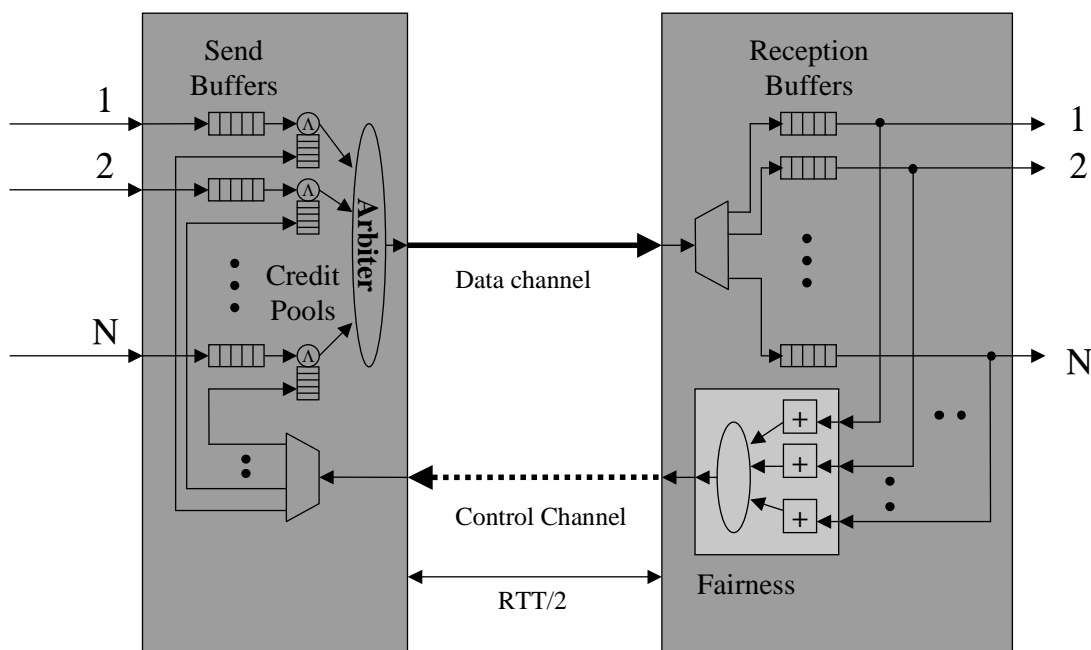 Send
Buffers
1
2
N
Λ
Λ
Λ
Credit
Pools
Arbiter
Data channel
Control Channel
RTT/2
Reception
Buffers
1
2
N
+
+
+
Fairness